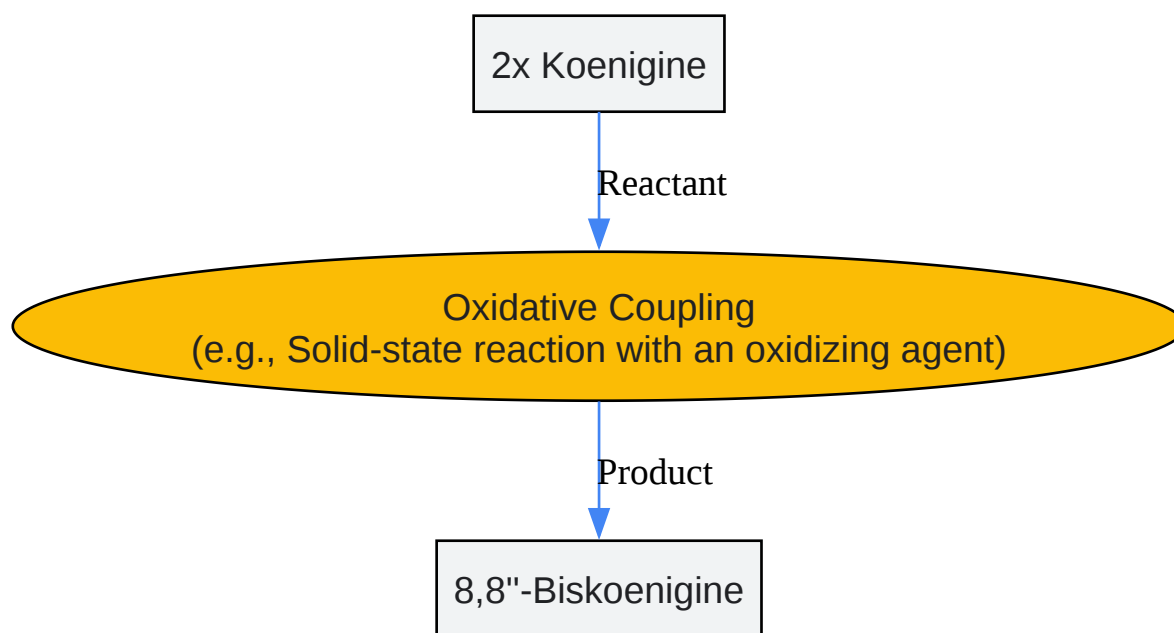 2x Koenigine
Reactant
Oxidative Coupling
(e.g., Solid-state reaction with an oxidizing agent)
Product
8,8''-Biskoenigine